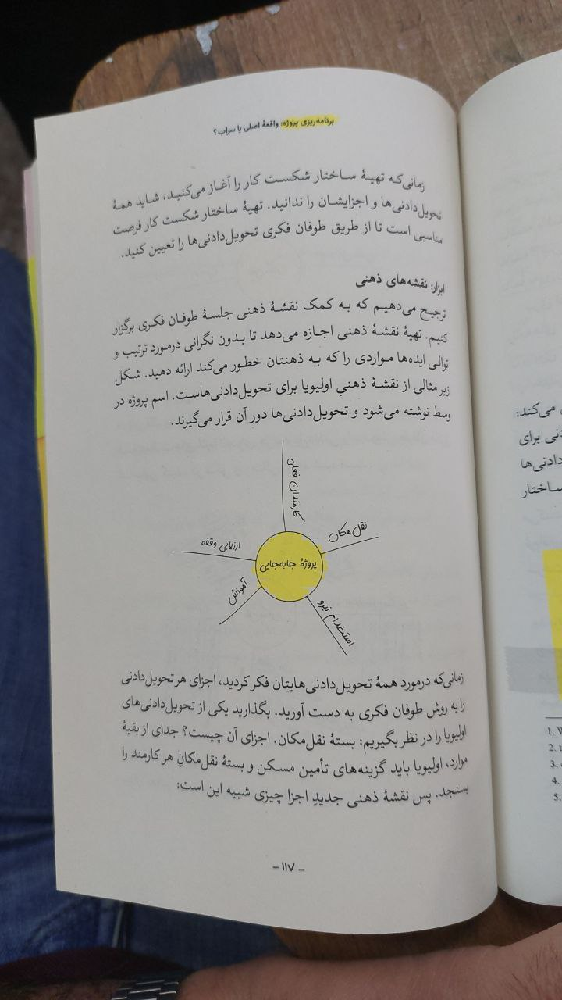 برنامه‌ریزی پروژه: واقعهٔ اصلی یا سراب؟
زمانی‌که تهیهٔ ساختار شکست کار را آغاز می‌کنید، شاید همهٔ
تحویل‌دادنی‌ها و اجزایشان را ندانید. تهیهٔ ساختار شکست کار فرصت
مناسبی است تا از طریق طوفان فکری تحویل‌دادنی‌ها را تعیین کنید.
ابزار: نقشه‌های ذهنی
ترجیح می‌دهیم که به کمک نقشهٔ ذهنی جلسهٔ طوفان فکری برگزار
کنیم. تهیهٔ نقشهٔ ذهنی اجازه می‌دهد تا بدون نگرانی درمورد ترتیب و
توالی ایده‌ها مواردی را که به ذهنتان خطور می‌کند ارائه دهید. شکل
زیر مثالی از نقشهٔ ذهنیِ اولیویا برای تحویل‌دادنی‌هاست. اسم پروژه در
وسط نوشته می‌شود و تحویل‌دادنی‌ها دور آن قرار می‌گیرند.
کارمندان فعلی
نقل مکان
ارزیابی وقفه
پروژهٔ جابه‌جایی
آموزش
استخدام نیرو
زمانی‌که درمورد همهٔ تحویل‌دادنی‌هایتان فکر کردید، اجزای هر تحویل‌دادنی
را به روش طوفان فکری به دست آورید. بگذارید یکی از تحویل‌دادنی‌های
اولیویا را در نظر بگیریم: بستهٔ نقل‌مکان. اجزای آن چیست؟ جدای از بقیهٔ
موارد، اولیویا باید گزینه‌های تأمین مسکن و بستهٔ نقل‌مکانِ هر کارمند را
بسنجد. پس نقشهٔ ذهنی جدیدِ اجزا چیزی شبیه این است:
- ۱۱۷ -
می‌کند:
دنی برای
دادنی‌ها
ساختار
1.
2.
3.
4.
5.